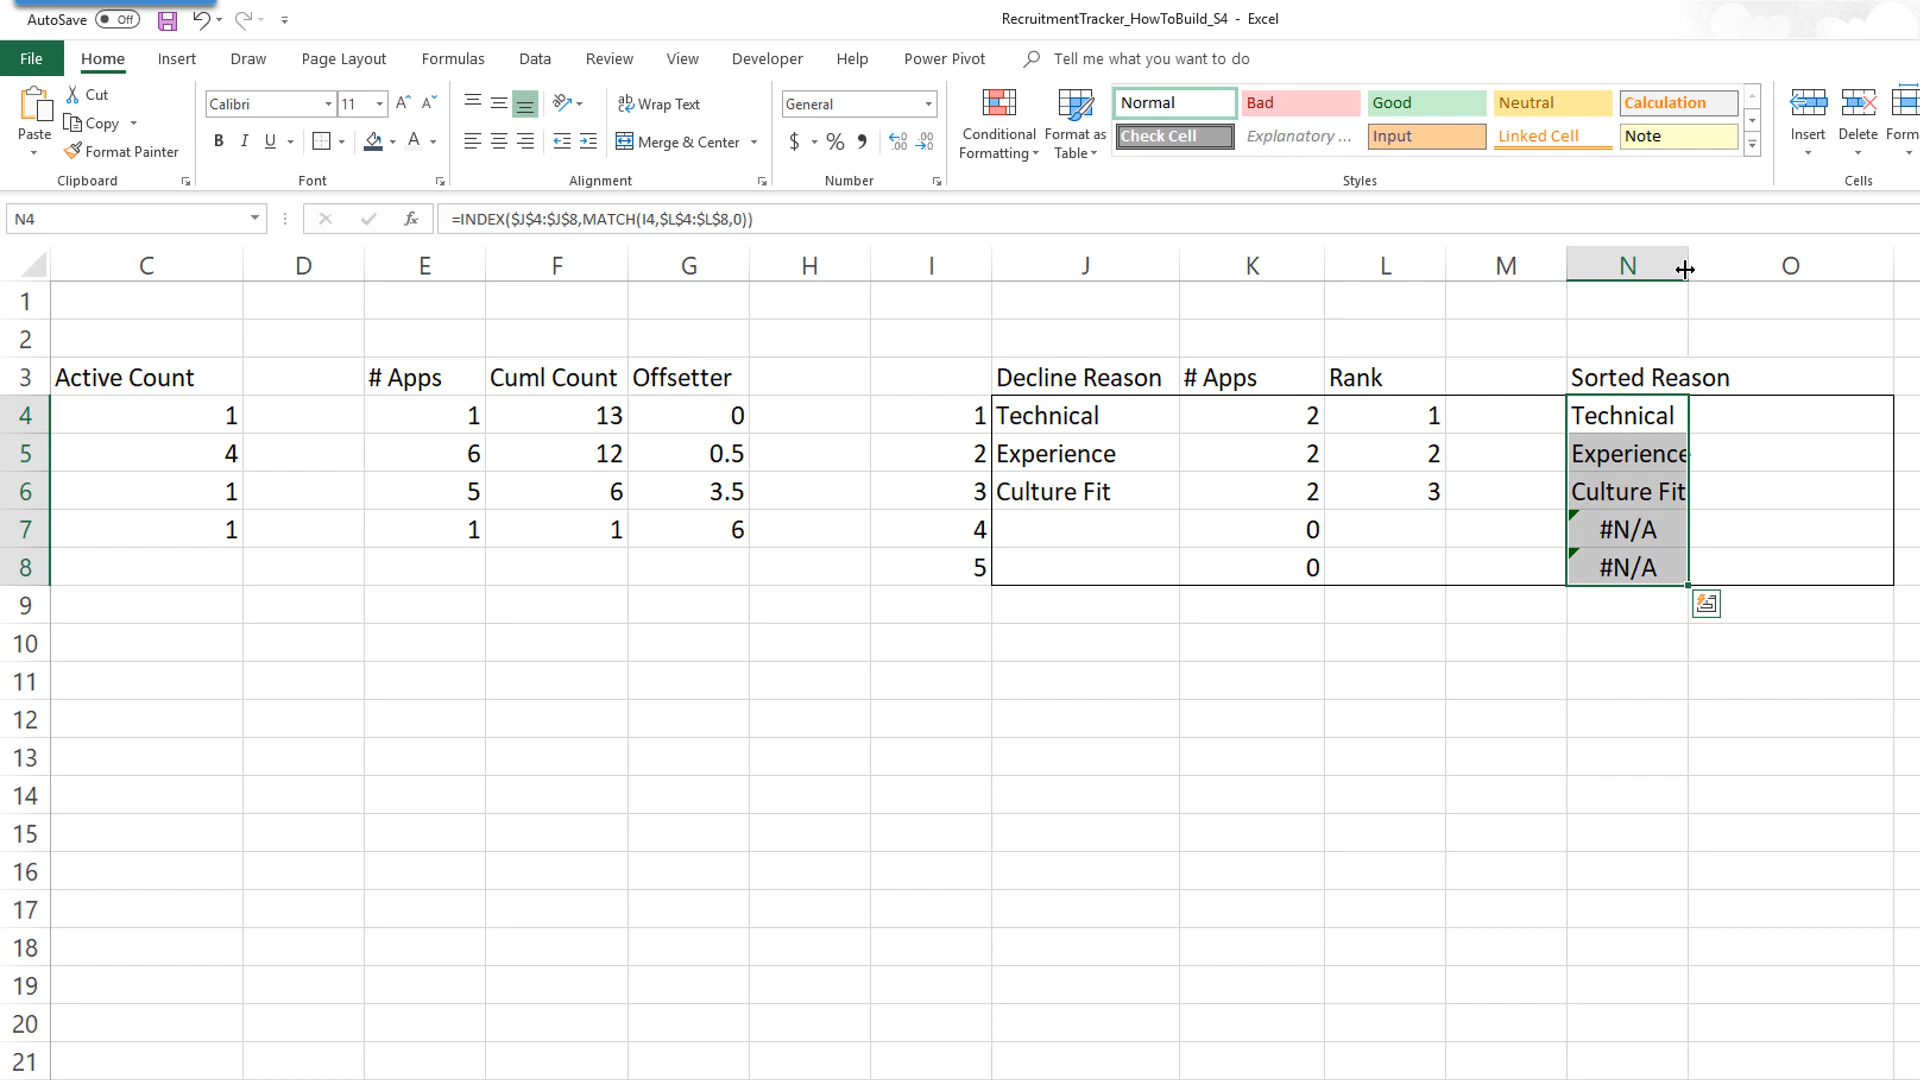 AutoSave Off
RecruitmentTracker_HowToBuild_S4 - Excel
File Home Insert Draw Page Layout Formulas Data Review View Developer Help Power Pivot Tell me what you want to do
Paste
Cut
Copy
Format Painter
Clipboard
Calibri 11
B I U
Font
Wrap Text
Merge & Center
Alignment
General
$ %
Number
Conditional Formatting
Format as Table
Normal Bad Good Neutral Calculation
Check Cell Explanatory ... Input Linked Cell Note
Styles
Insert Delete Form
Cells
N4 fx =INDEX($J$4:$J$8,MATCH(I4,$L$4:$L$8,0))
C D E F G H I J K L M N O
1
2
3 Active Count # Apps Cuml Count Offsetter Decline Reason # Apps Rank Sorted Reason
4 1 1 13 0 1 Technical 2 1 Technical
5 4 6 12 0.5 2 Experience 2 2 Experience
6 1 5 6 3.5 3 Culture Fit 2 3 Culture Fit
7 1 1 1 6 4 0 #N/A
8 5 0 #N/A
9
10
11
12
13
14
15
16
17
18
19
20
21